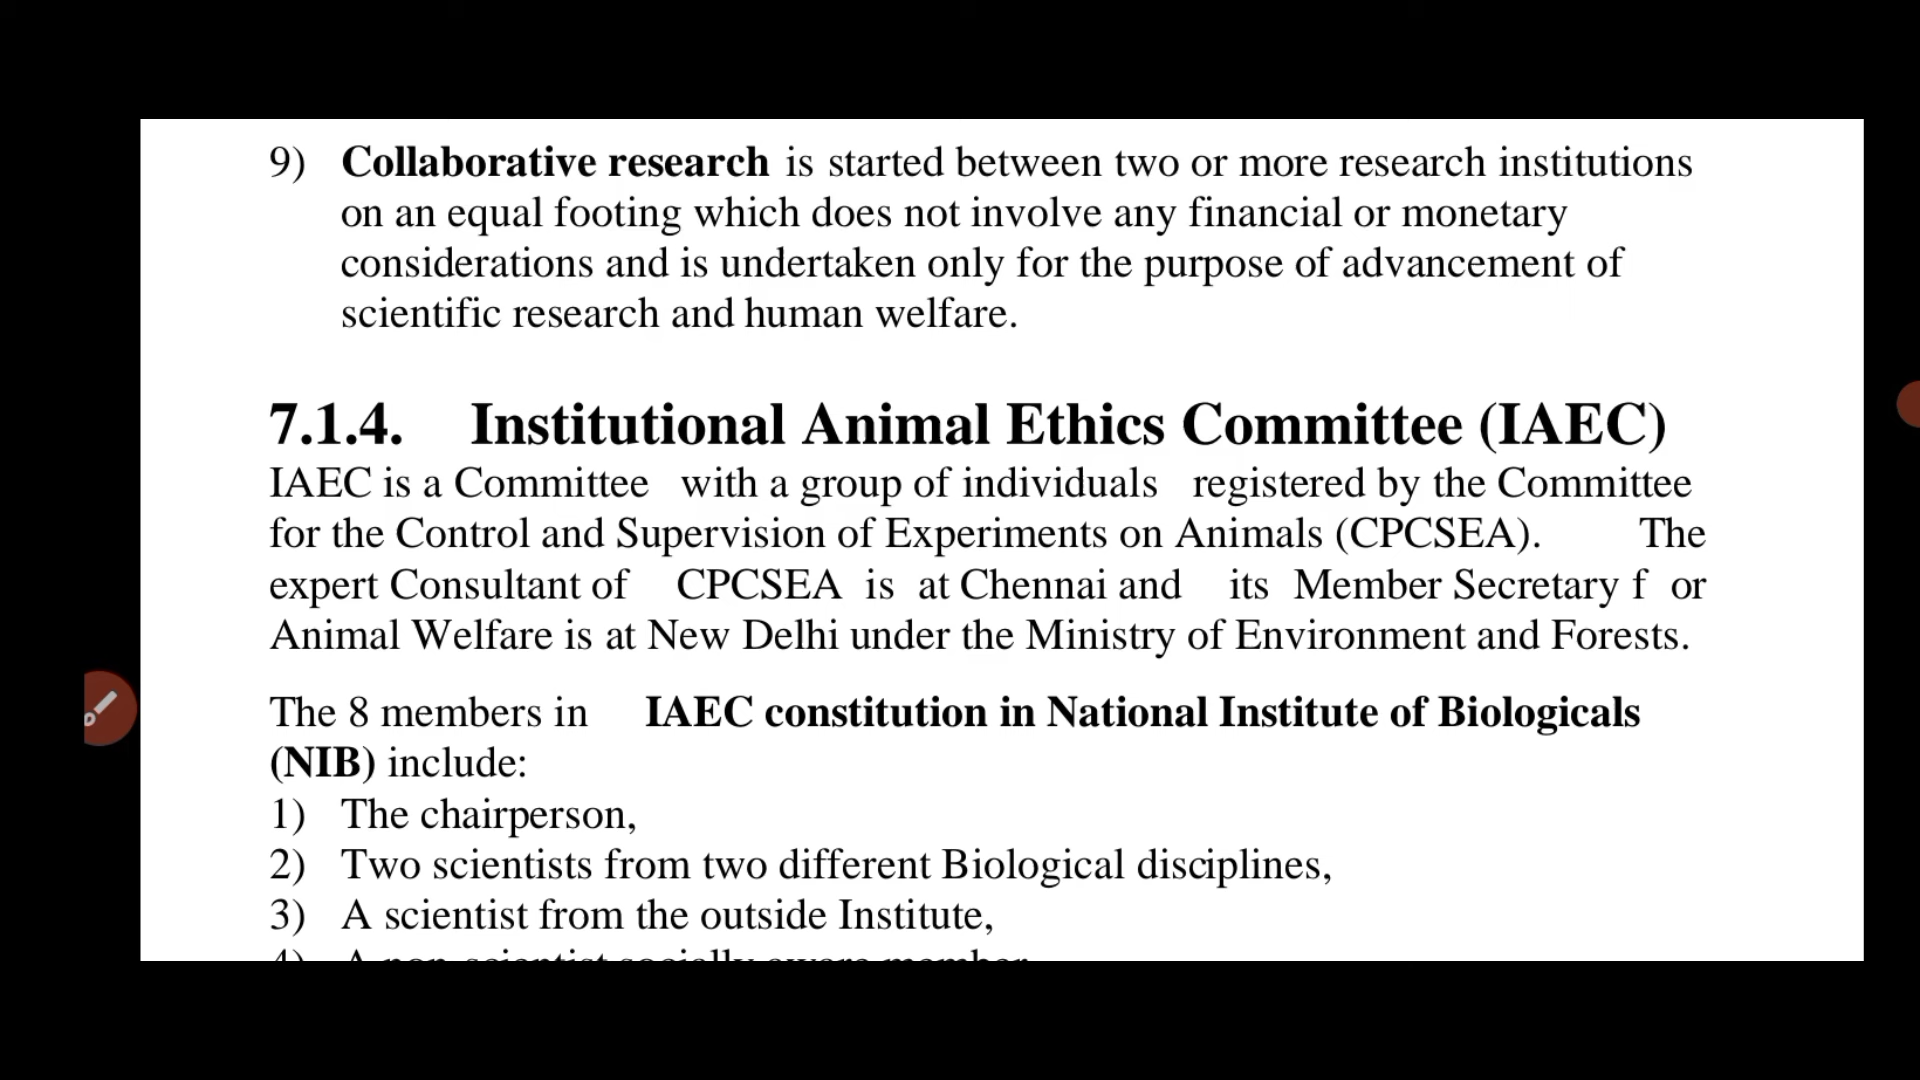 9) Collaborative research is started between two or more research institutions
on an equal footing which does not involve any financial or monetary
considerations and is undertaken only for the purpose of advancement of
scientific research and human welfare.
7.1.4. Institutional Animal Ethics Committee (IAEC)
IAEC is a Committee with a group of individuals registered by the Committee
for the Control and Supervision of Experiments on Animals (CPCSEA). The
expert Consultant of CPCSEA is at Chennai and its Member Secretary f or
Animal Welfare is at New Delhi under the Ministry of Environment and Forests.
The 8 members in IAEC constitution in National Institute of Biologicals
(NIB) include:
1) The chairperson,
2) Two scientists from two different Biological disciplines,
3) A scientist from the outside Institute,
4) A non-scientist socially aware member